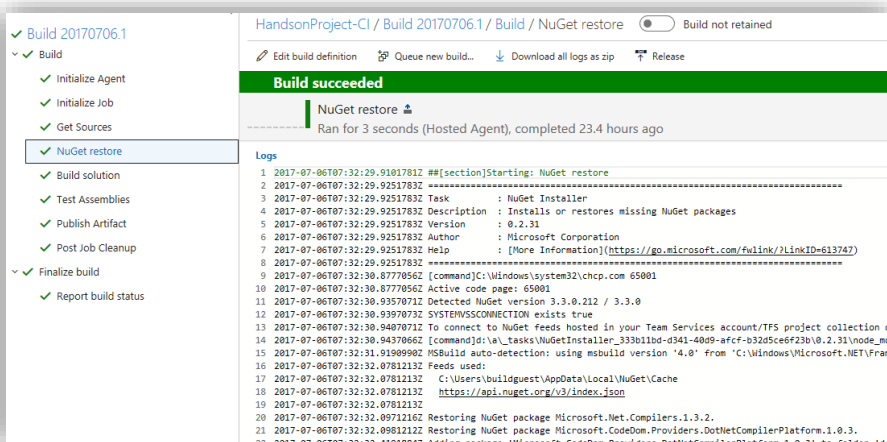 Build 20170706.1
Build
Initialize Agent
Initialize Job
Get Sources
NuGet restore
Build solution
Test Assemblies
Publish Artifact
Post Job Cleanup
Finalize build
Report build status
HandsonProject-CI / Build 20170706.1 / Build / NuGet restore Build not retained
Edit build definition Queue new build... Download all logs as zip Release
Build succeeded
NuGet restore
Ran for 3 seconds (Hosted Agent), completed 23.4 hours ago
Logs
1 2017-07-06T07:32:29.9101781Z ##[section]Starting: NuGet restore
2 2017-07-06T07:32:29.9251783Z ==============================================================================
3 2017-07-06T07:32:29.9251783Z Task : NuGet Installer
4 2017-07-06T07:32:29.9251783Z Description : Installs or restores missing NuGet packages
5 2017-07-06T07:32:29.9251783Z Version : 0.2.31
6 2017-07-06T07:32:29.9251783Z Author : Microsoft Corporation
7 2017-07-06T07:32:29.9251783Z Help : [More Information](https://go.microsoft.com/fwlink/?LinkID=613747)
8 2017-07-06T07:32:29.9251783Z ==============================================================================
9 2017-07-06T07:32:30.8777056Z [command]C:\Windows\system32\chcp.com 65001
10 2017-07-06T07:32:30.8777056Z Active code page: 65001
11 2017-07-06T07:32:30.9357071Z Detected NuGet version 3.3.0.212 / 3.3.0
12 2017-07-06T07:32:30.9397073Z SYSTEMVSSCONNECTION exists true
13 2017-07-06T07:32:30.9407071Z To connect to NuGet feeds hosted in your Team Services account/TFS project collection
14 2017-07-06T07:32:30.9437066Z [command]d:\a\_tasks\NuGetInstaller_333b11bd-d341-40d9-afcf-b32d5ce6f23b\0.2.31\node_mo
15 2017-07-06T07:32:31.9190990Z MSBuild auto-detection: using msbuild version '4.0' from 'C:\Windows\Microsoft.NET\Fra
16 2017-07-06T07:32:32.0781213Z Feeds used:
17 2017-07-06T07:32:32.0781213Z C:\Users\buildguest\AppData\Local\NuGet\Cache
18 2017-07-06T07:32:32.0781213Z https://api.nuget.org/v3/index.json
19 2017-07-06T07:32:32.0781213Z
20 2017-07-06T07:32:32.0971216Z Restoring NuGet package Microsoft.Net.Compilers.1.3.2.
21 2017-07-06T07:32:32.0981212Z Restoring NuGet package Microsoft.CodeDom.Providers.DotNetCompilerPlatform.1.0.3.